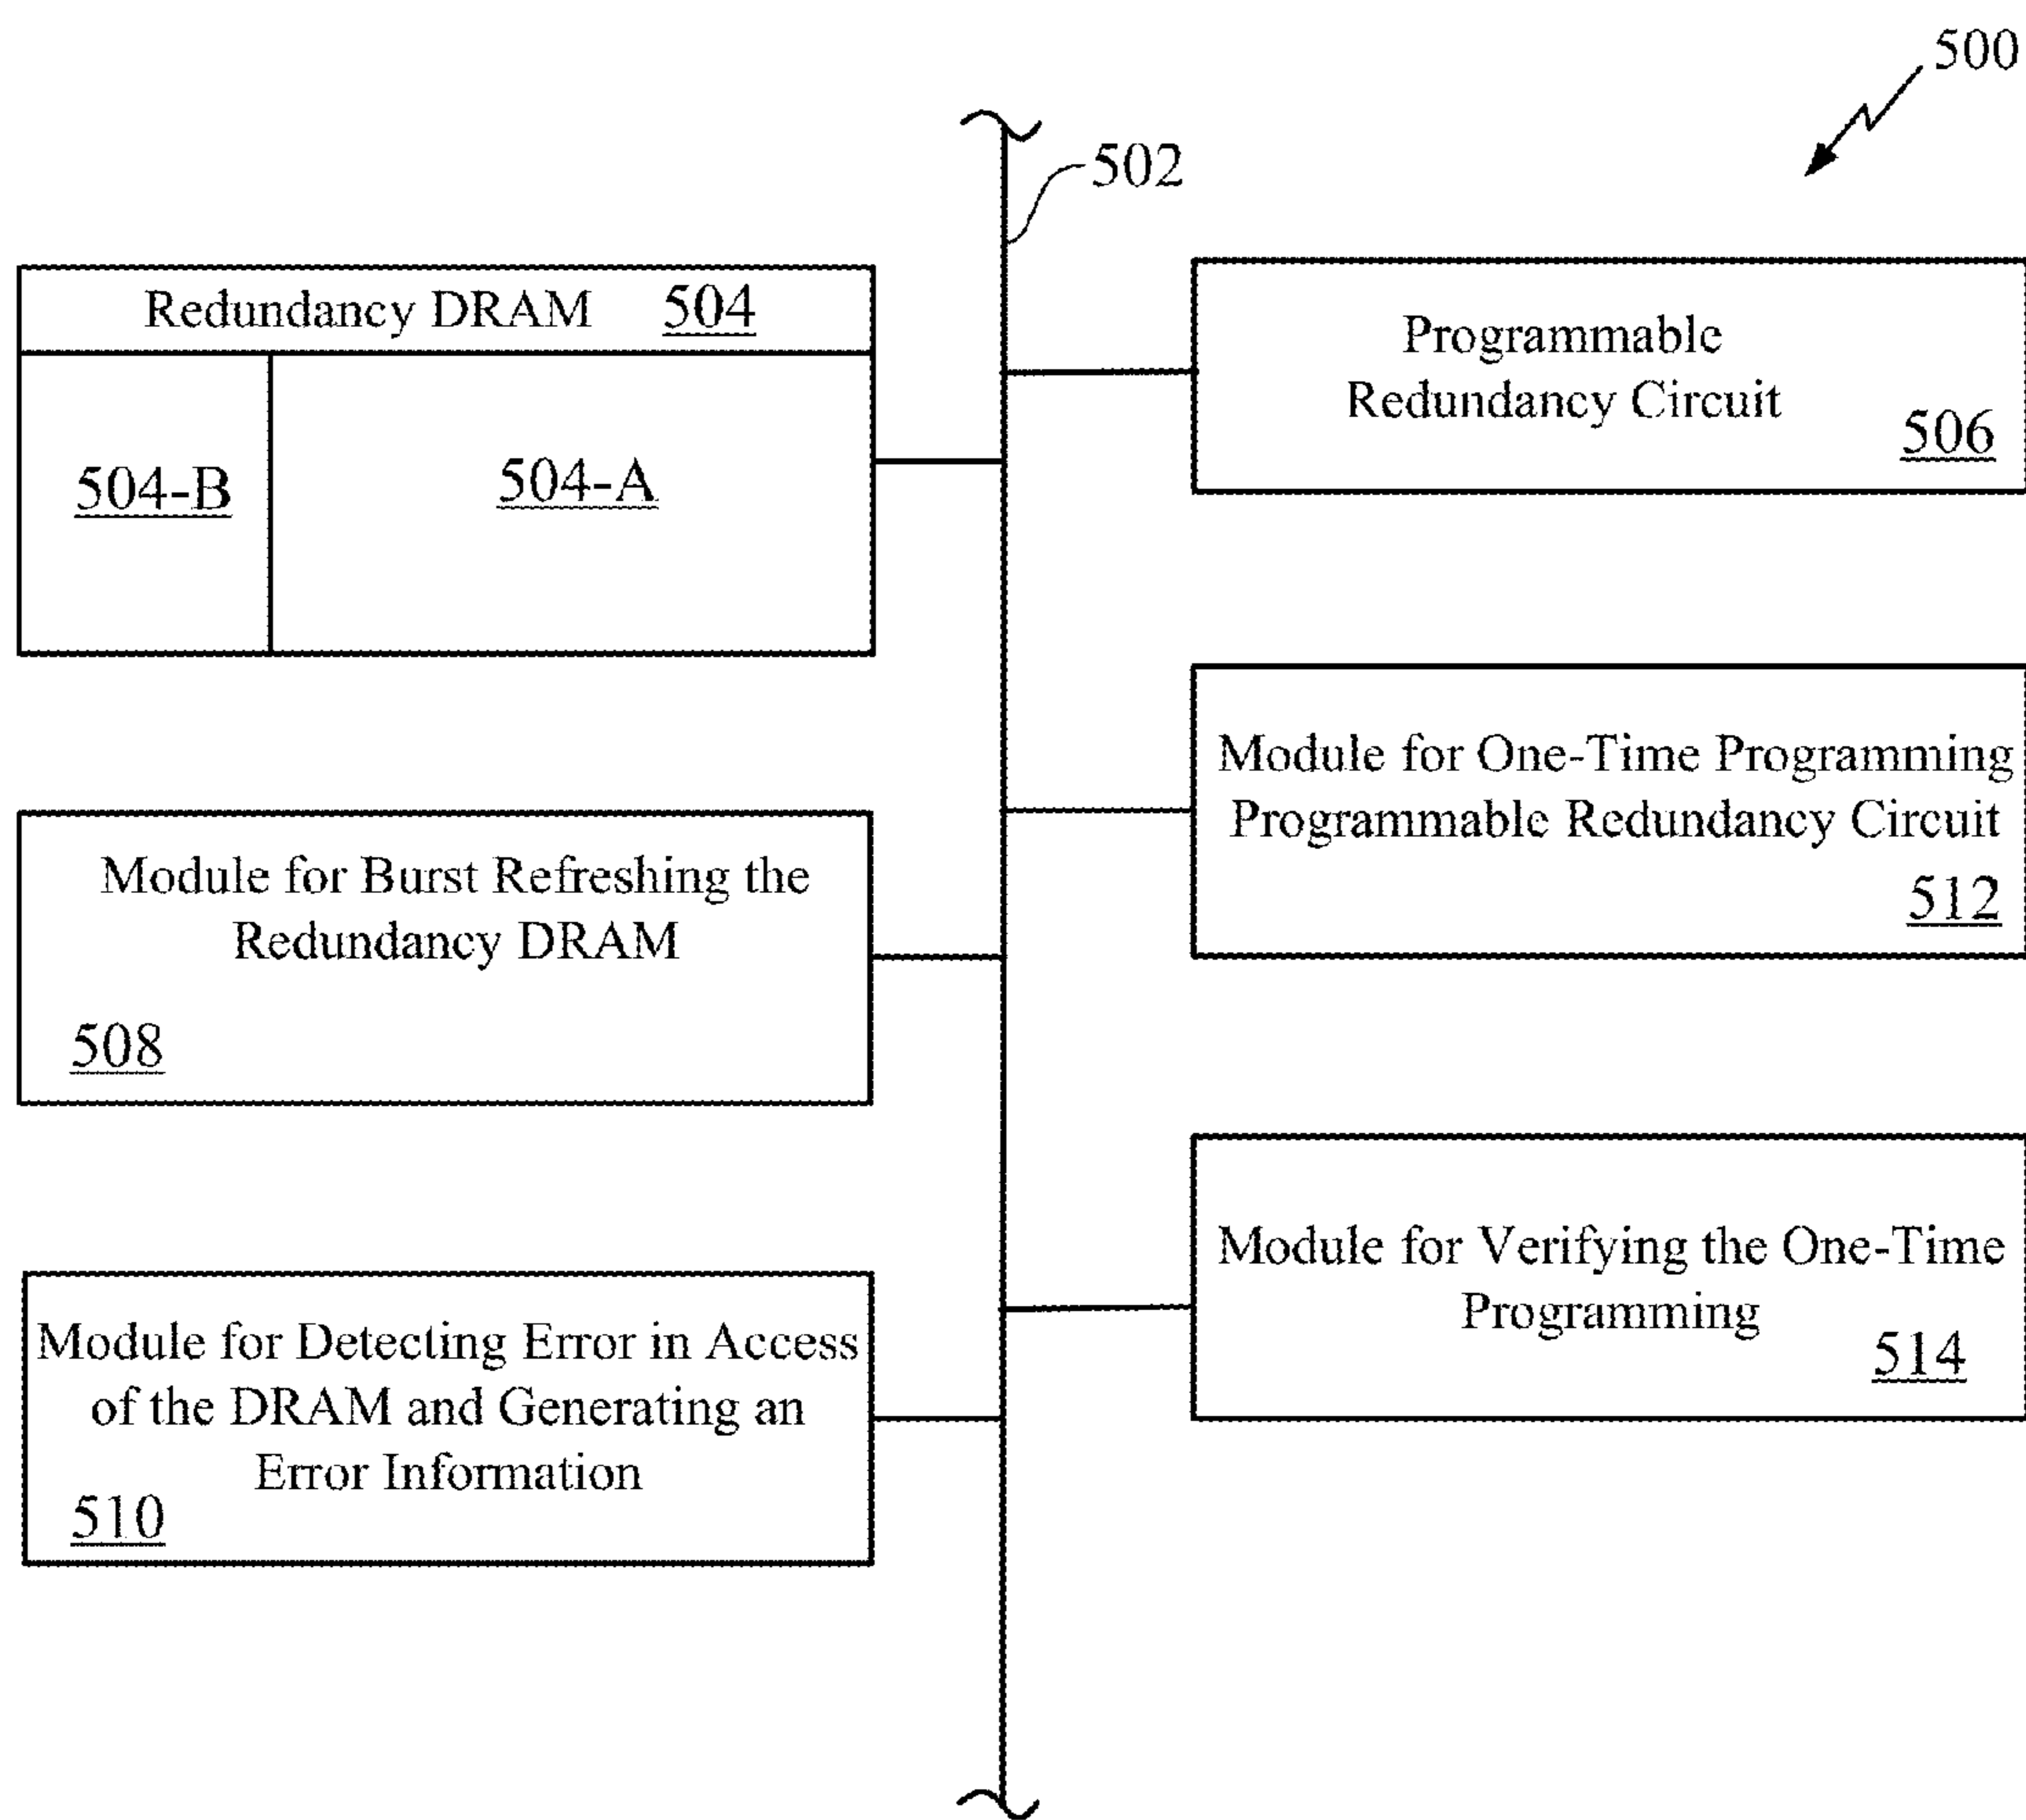 500
502
Redundancy DRAM 504
504-B
504-A
Programmable
Redundancy Circuit
506
Module for Burst Refreshing the
Redundancy DRAM
508
Module for One-Time Programming
Programmable Redundancy Circuit
512
Module for Detecting Error in Access
of the DRAM and Generating an
Error Information
510
Module for Verifying the One-Time
Programming
514